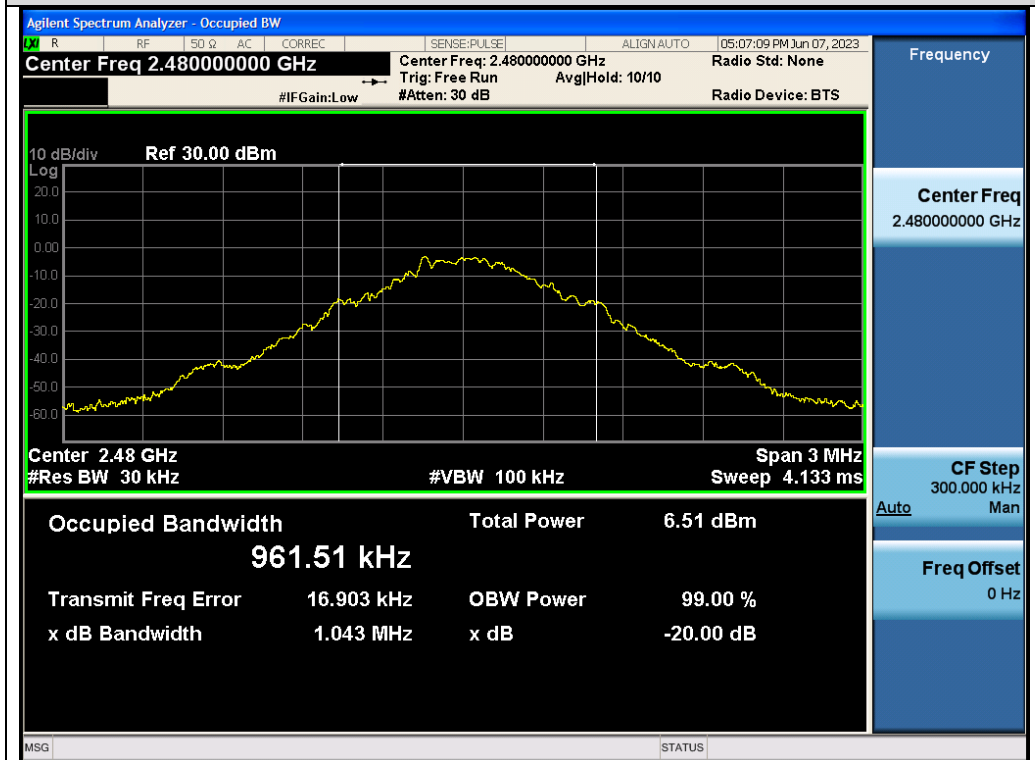 Agilent Spectrum Analyzer - Occupied BW
LXI R RF 50 Ω AC CORREC SENSE:PULSE ALIGN AUTO 05:07:09 PM Jun 07, 2023
Center Freq 2.480000000 GHz
Center Freq: 2.480000000 GHz
Radio Std: None
Trig: Free Run Avg|Hold: 10/10
#IFGain:Low
#Atten: 30 dB
Radio Device: BTS
10 dB/div Ref 30.00 dBm
Log
20.0
10.0
0.00
-10.0
-20.0
-30.0
-40.0
-50.0
-60.0
Center 2.48 GHz Span 3 MHz
#Res BW 30 kHz #VBW 100 kHz Sweep 4.133 ms
Occupied Bandwidth Total Power 6.51 dBm
961.51 kHz
Transmit Freq Error 16.903 kHz OBW Power 99.00 %
x dB Bandwidth 1.043 MHz x dB -20.00 dB
MSG STATUS
Frequency
Center Freq
2.480000000 GHz
CF Step
300.000 kHz
Auto Man
Freq Offset
0 Hz